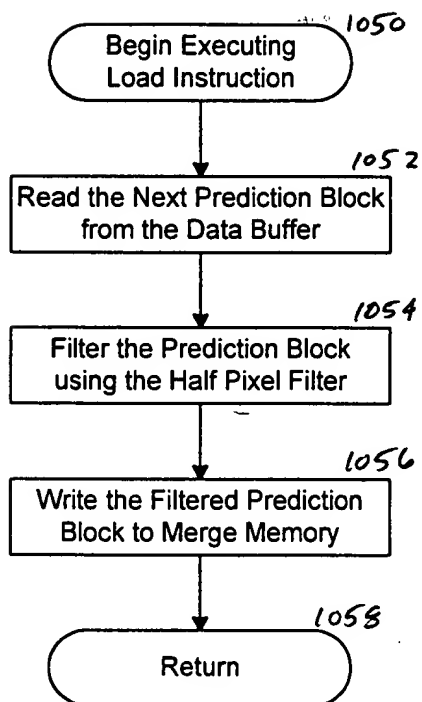 1050
Begin Executing
Load Instruction
1052
Read the Next Prediction Block
from the Data Buffer
1054
Filter the Prediction Block
using the Half Pixel Filter
1056
Write the Filtered Prediction
Block to Merge Memory
1058
Return